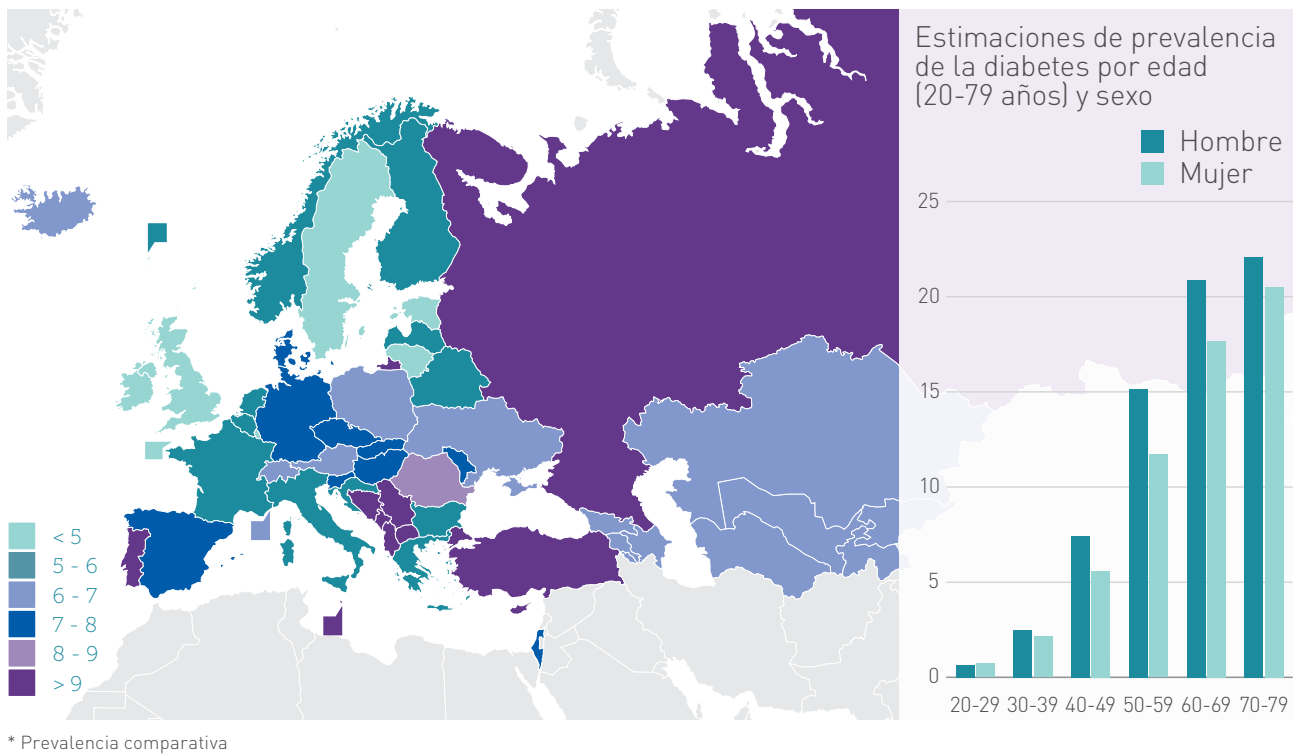 Estimaciones de prevalencia
de la diabetes por edad
(20-79 años) y sexo
Hombre
Mujer
25
20
15
10
5
0
20-29 30-39 40-49 50-59 60-69 70-79
< 5
5 - 6
6 - 7
7 - 8
8 - 9
> 9
* Prevalencia comparativa